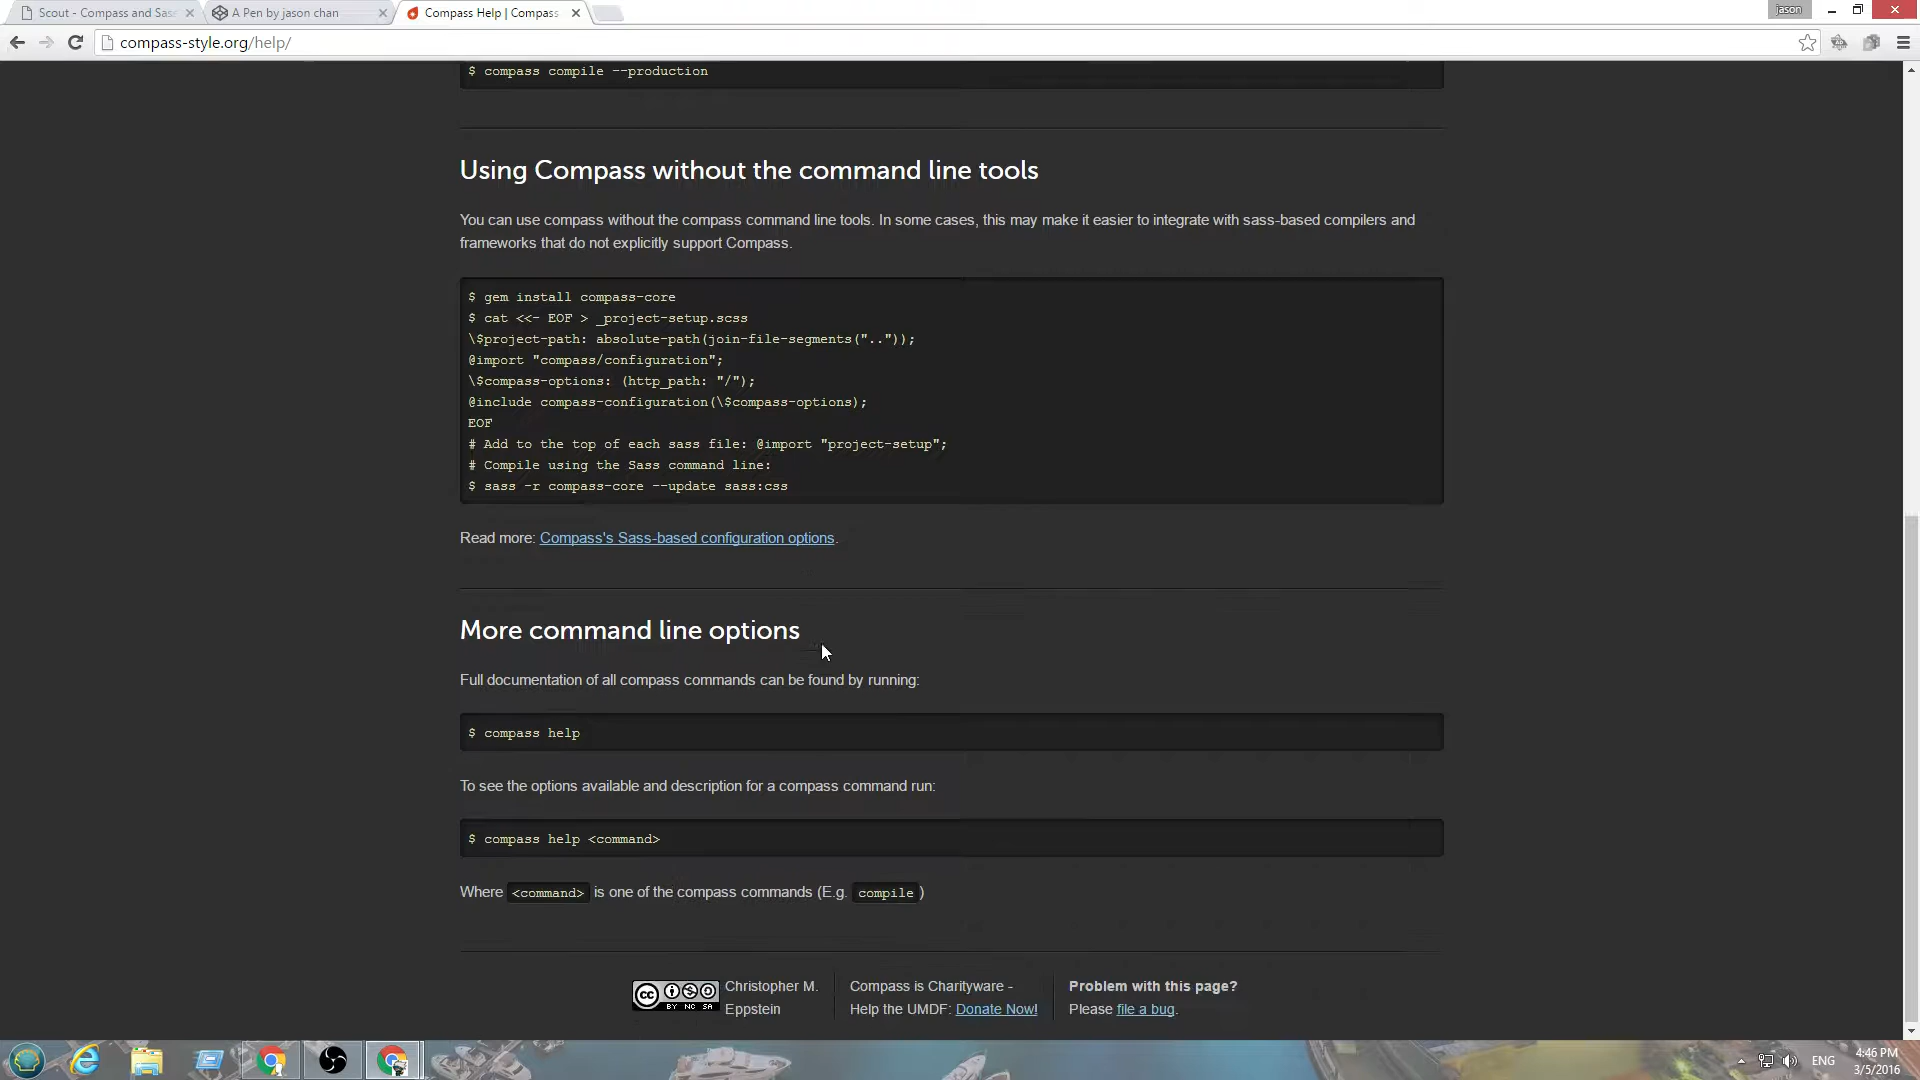 Scout - Compass and Sas
A Pen by jason chan
Compass Help | Compass
jason
compass-style.org/help/
$ compass compile --production
Using Compass without the command line tools
You can use compass without the compass command line tools. In some cases, this may make it easier to integrate with sass-based compilers and
frameworks that do not explicitly support Compass.
$ gem install compass-core
$ cat <<- EOF > _project-setup.scss
\$project-path: absolute-path(join-file-segments(".."));
@import "compass/configuration";
\$compass-options: (http_path: "/");
@include compass-configuration(\$compass-options);
EOF
# Add to the top of each sass file: @import "project-setup";
# Compile using the Sass command line:
$ sass -r compass-core --update sass:css
Read more: Compass's Sass-based configuration options.
More command line options
Full documentation of all compass commands can be found by running:
$ compass help
To see the options available and description for a compass command run:
$ compass help <command>
Where <command> is one of the compass commands (E.g. compile )
cc BY NC SA
Christopher M.
Eppstein
Compass is Charityware -
Help the UMDF: Donate Now!
Problem with this page?
Please file a bug.
ENG
4:46 PM
3/5/2016